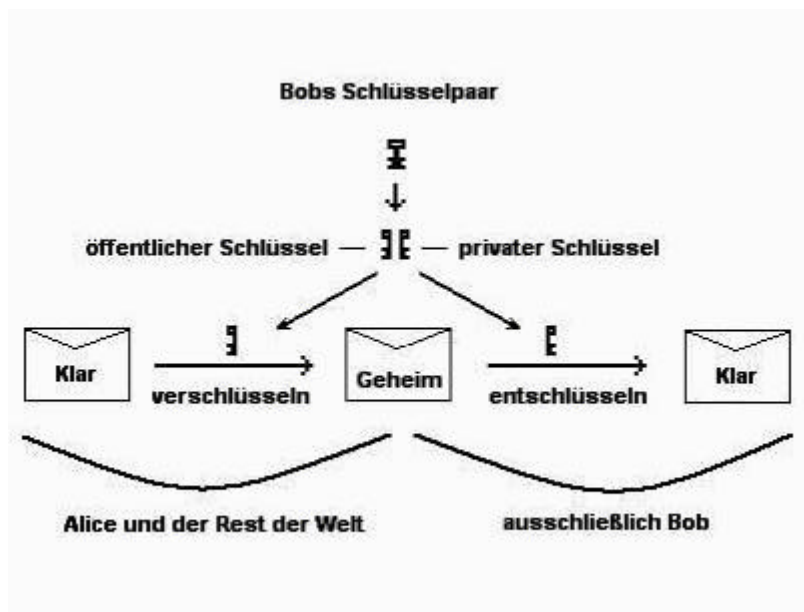 Bobs Schlüsselpaar
öffentlicher Schlüssel — — privater Schlüssel
Klar
verschlüsseln
Geheim
entschlüsseln
Klar
Alice und der Rest der Welt
ausschließlich Bob